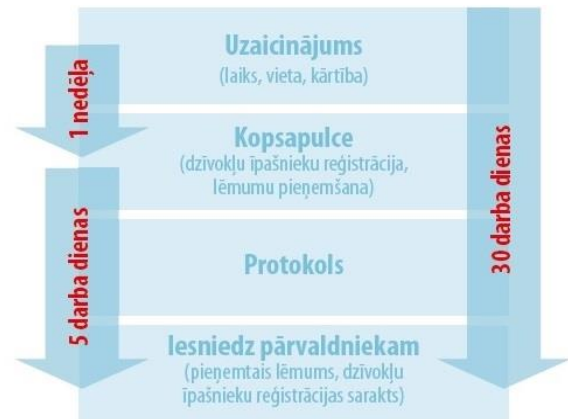 Uzaicinājums
(laiks, vieta, kārtība)
1 nedēļa
Kopsapulce
(dzīvokļu īpašnieku reģistrācija,
lēmumu pieņemšana)
5 darba dienas
30 darba dienas
Protokols
Iesniedz pārvaldniekam
(pieņemtais lēmums, dzīvokļu
īpašnieku reģistrācijas saraksts)